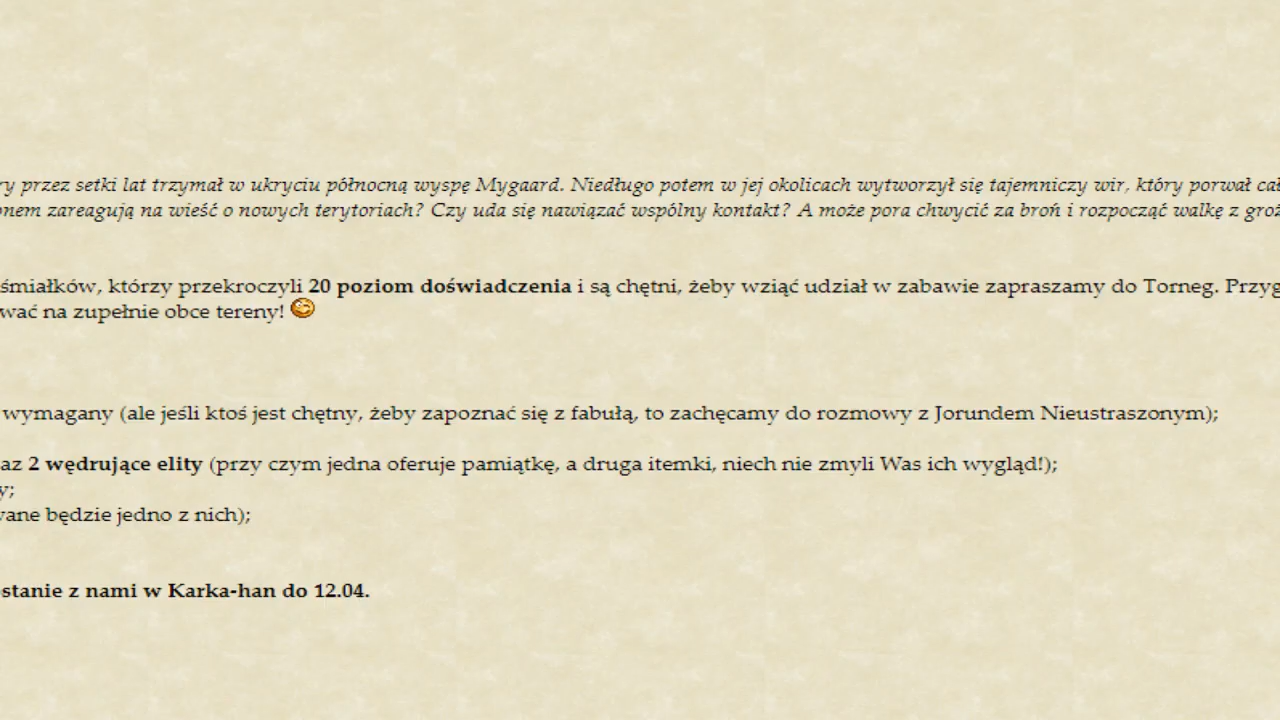 ry przez setki lat trzymał w ukryciu północną wyspę Mygaard. Niedługo potem w jej okolicach wytworzył się tajemniczy wir, który porwał cał
onem zareagują na wieść o nowych terytoriach? Czy uda się nawiązać wspólny kontakt? A może pora chwycić za broń i rozpocząć walkę z groź
śmiałków, którzy przekroczyli 20 poziom doświadczenia i są chętni, żeby wziąć udział w zabawie zapraszamy do Torneg. Przyg
wać na zupełnie obce tereny!
wymagany (ale jeśli ktoś jest chętny, żeby zapoznać się z fabułą, to zachęcamy do rozmowy z Jorundem Nieustraszonym);
az 2 wędrujące elity (przy czym jedna oferuje pamiątkę, a druga itemki, niech nie zmyli Was ich wygląd!);
y;
wane będzie jedno z nich);
stanie z nami w Karka-han do 12.04.